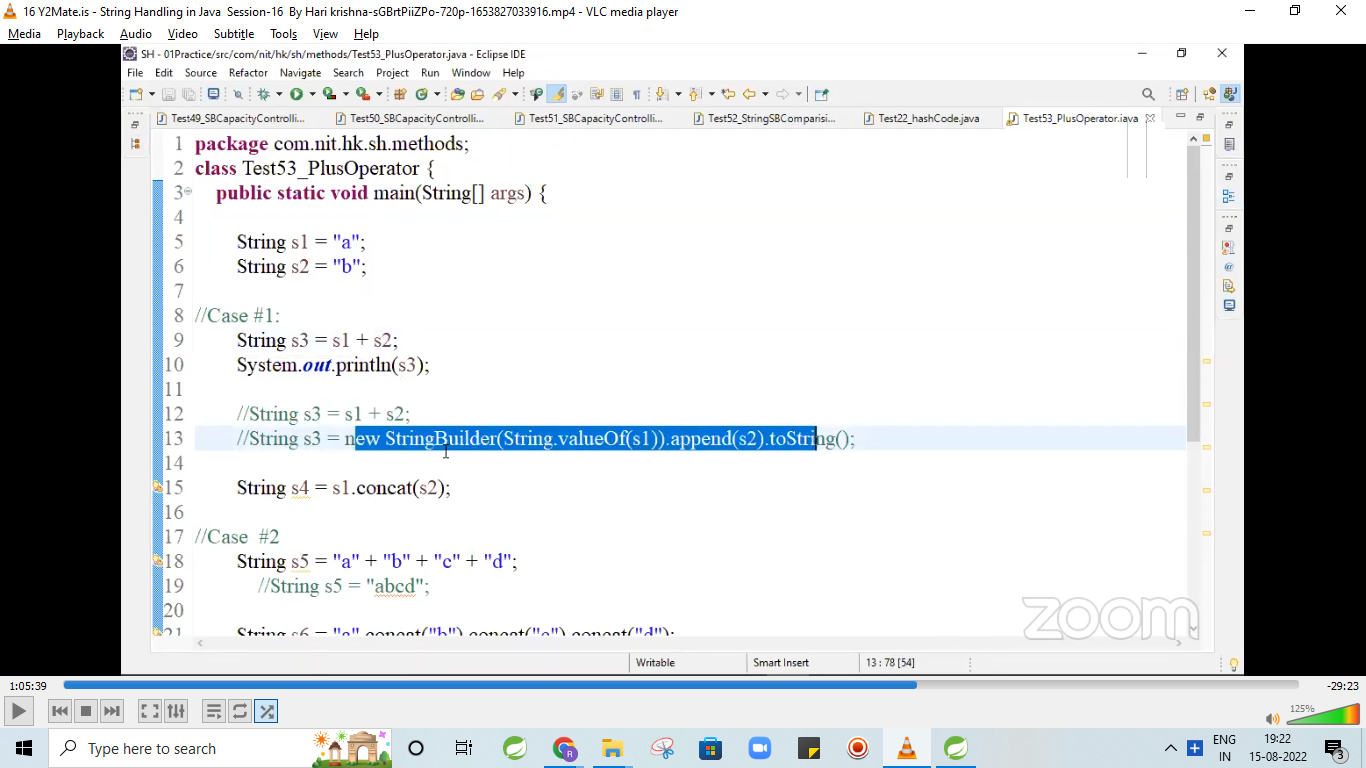 16 Y2Mate.is - String Handling in Java Session-16 By Hari krishna-sGBrtPiiZPo-720p-1653827033916.mp4 - VLC media player
Media Playback Audio Video Subtitle Tools View Help
SH - 01Practice/src/com/nit/hk/sh/methods/Test53_PlusOperator.java - Eclipse IDE
File Edit Source Refactor Navigate Search Project Run Window Help
Test49_SBCapacityControlli... Test50_SBCapacityControlli... Test51_SBCapacityControlli... Test52_StringSBComparisi... Test22_hashCode.java Test53_PlusOperator.java
1 package com.nit.hk.sh.methods;
2 class Test53_PlusOperator {
3 public static void main(String[] args) {
4
5 String s1 = "a";
6 String s2 = "b";
7
8 //Case #1:
9 String s3 = s1 + s2;
10 System.out.println(s3);
11
12 //String s3 = s1 + s2;
13 //String s3 = new StringBuilder(String.valueOf(s1)).append(s2).toString();
14
15 String s4 = s1.concat(s2);
16
17 //Case #2
18 String s5 = "a" + "b" + "c" + "d";
19 //String s5 = "abcd";
20
21 String s6 = "a".concat("b").concat("c").concat("d");
zoom
Writable Smart Insert 13 : 78 [54]
1:05:39 -29:23
125%
Type here to search
ENG
IN
19:22
15-08-2022
3